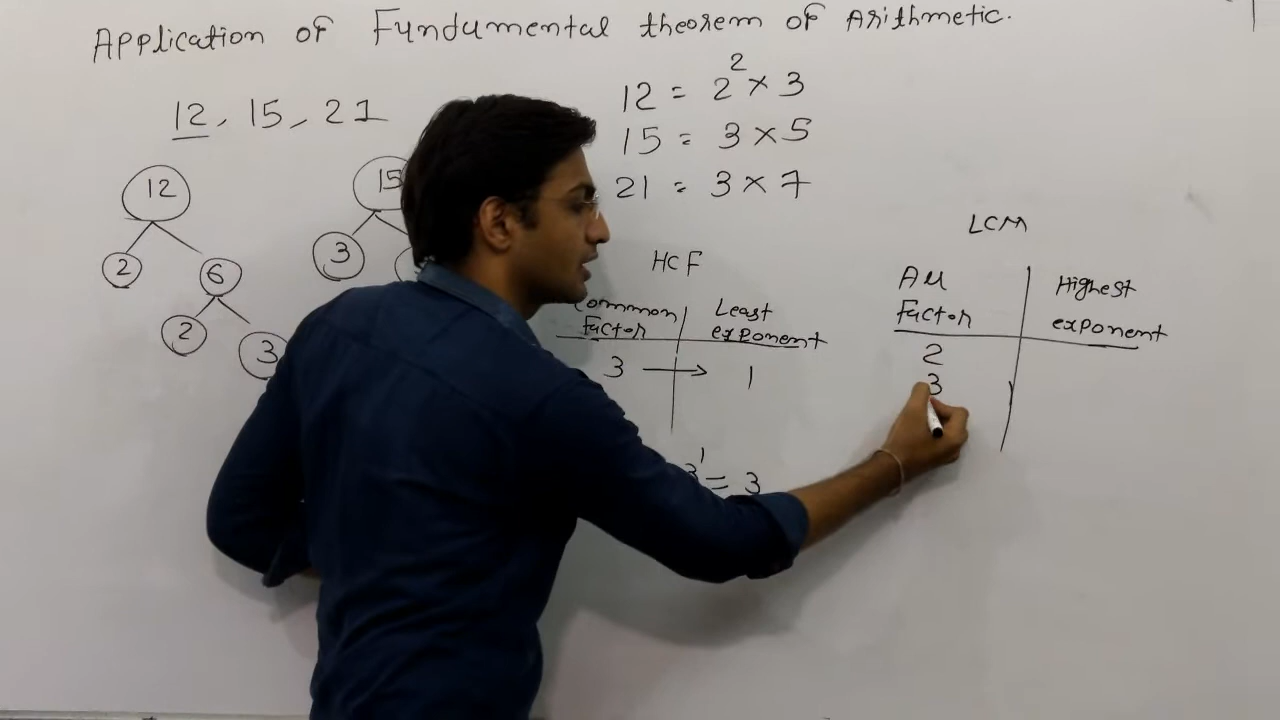 Application of Fundumental theorem of Arithmetic.
12, 15, 21
12
2
6
2
3
15
3
12 = 2² × 3
15 = 3 × 5
21 = 3 × 7
HCF
Common Factor
Least exponent
3 → 1
3¹ = 3
LCM
All Factor
Highest exponent
2
3